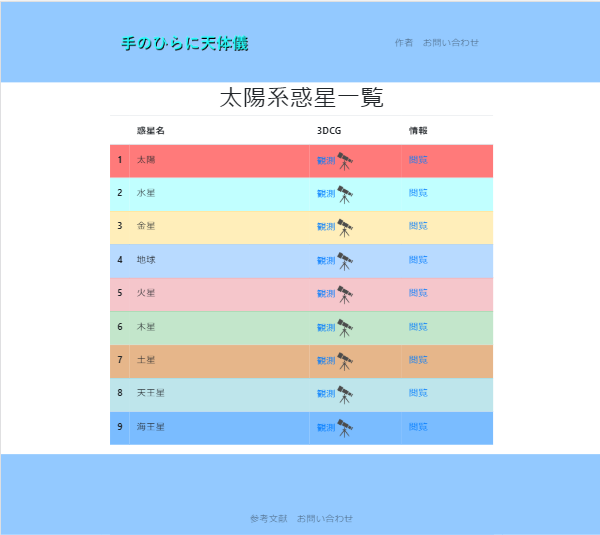 手のひらに天体儀
作者 お問い合わせ
太陽系惑星一覧
惑星名 3DCG 情報
1 太陽 観測 閲覧
2 水星 観測 閲覧
3 金星 観測 閲覧
4 地球 観測 閲覧
5 火星 観測 閲覧
6 木星 観測 閲覧
7 土星 観測 閲覧
8 天王星 観測 閲覧
9 海王星 観測 閲覧
参考文献 お問い合わせ